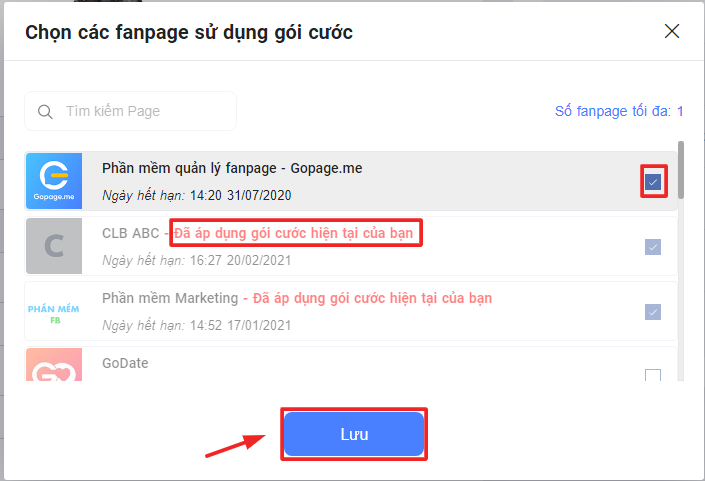 Chọn các fanpage sử dụng gói cước
Tìm kiếm Page
Số fanpage tối đa: 1
Gopage.me
Phần mềm quản lý fanpage - Gopage.me
Ngày hết hạn: 14:20 31/07/2020
C
CLB ABC - Đã áp dụng gói cước hiện tại của bạn
Ngày hết hạn: 16:27 20/02/2021
PHẦN MỀM
FB
Phần mềm Marketing - Đã áp dụng gói cước hiện tại của bạn
Ngày hết hạn: 14:52 17/01/2021
GoDate
Lưu